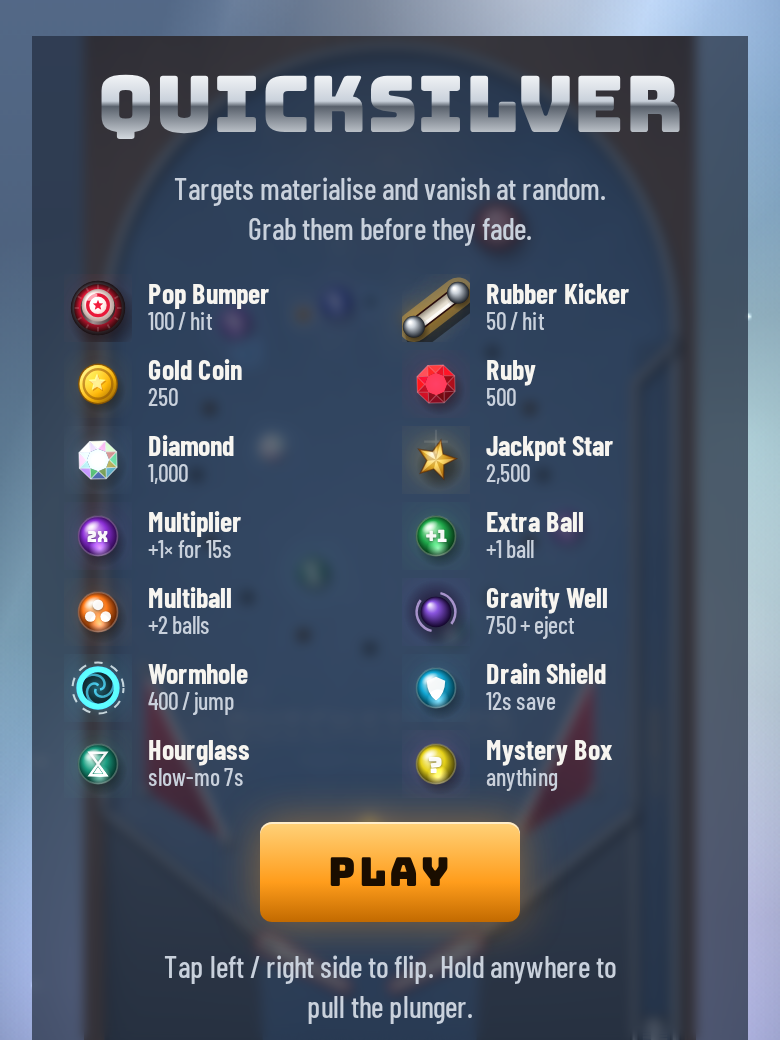 QUICKSILVER
Targets materialise and vanish at random.
Grab them before they fade.
Pop Bumper
100 / hit
Rubber Kicker
50 / hit
Gold Coin
250
Ruby
500
Diamond
1,000
Jackpot Star
2,500
2X
Multiplier
+1× for 15s
+1
Extra Ball
+1 ball
Multiball
+2 balls
Gravity Well
750 + eject
Wormhole
400 / jump
Drain Shield
12s save
Hourglass
slow-mo 7s
?
Mystery Box
anything
PLAY
Tap left / right side to flip. Hold anywhere to
pull the plunger.